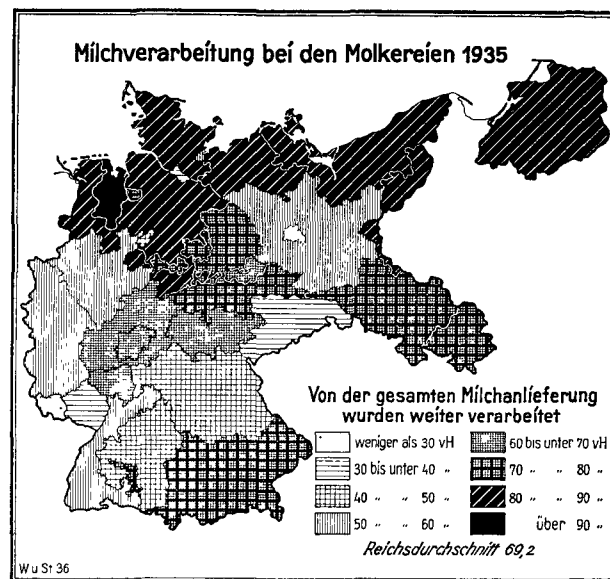 Milchverarbeitung bei den Molkereien 1935
Von der gesamten Milchanlieferung
wurden weiter verarbeitet
weniger als 30 vH
30 bis unter 40 "
40 " " 50 "
50 " " 60 "
60 bis unter 70 vH
70 " " 80 "
80 " " 90 "
über 90 "
Reichsdurchschnitt 69,2
W u St 36